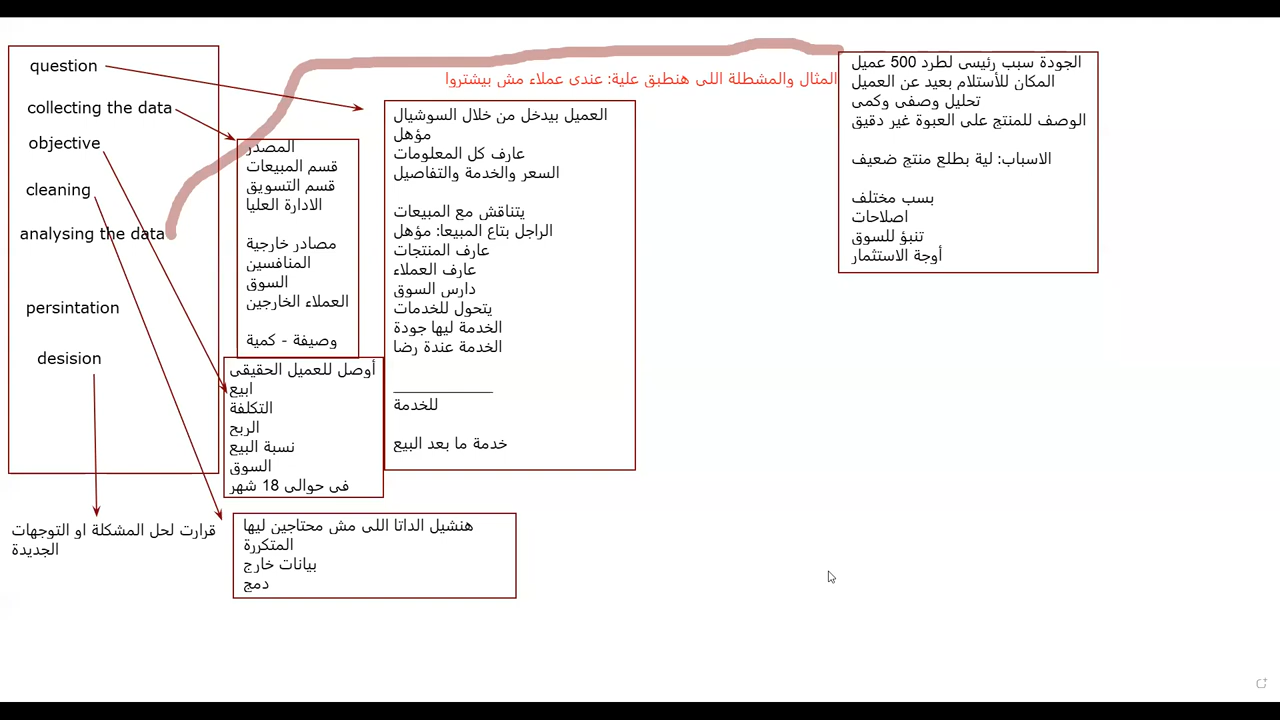 question
collecting the data
objective
cleaning
analysing the data
persintation
desision
قرارت لحل المشكلة او التوجهات
الجديدة
المثال والمشطلة اللى هنطبق علية: عندى عملاء مش بيشتروا
المصدر
قسم المبيعات
قسم التسويق
الادارة العليا
مصادر خارجية
المنافسين
السوق
العملاء الخارجين
وصيفة - كمية
أوصل للعميل الحقيقى
ابيع
التكلفة
الربح
نسبة البيع
السوق
فى حوالى 18 شهر
هنشيل الداتا اللى مش محتاجين ليها
المتكررة
بيانات خارج
دمج
العميل بيدخل من خلال السوشيال
مؤهل
عارف كل المعلومات
السعر والخدمة والتفاصيل
يتناقش مع المبيعات
الراجل بتاع المبيعا: مؤهل
عارف المنتجات
عارف العملاء
دارس السوق
يتحول للخدمات
الخدمة ليها جودة
الخدمة عندة رضا
للخدمة
خدمة ما بعد البيع
الجودة سبب رئيسى لطرد 500 عميل
المكان للأستلام بعيد عن العميل
تحليل وصفى وكمى
الوصف للمنتج على العبوة غير دقيق
الاسباب: لية بطلع منتج ضعيف
بسب مختلف
اصلاحات
تنبؤ للسوق
أوجة الاستثمار